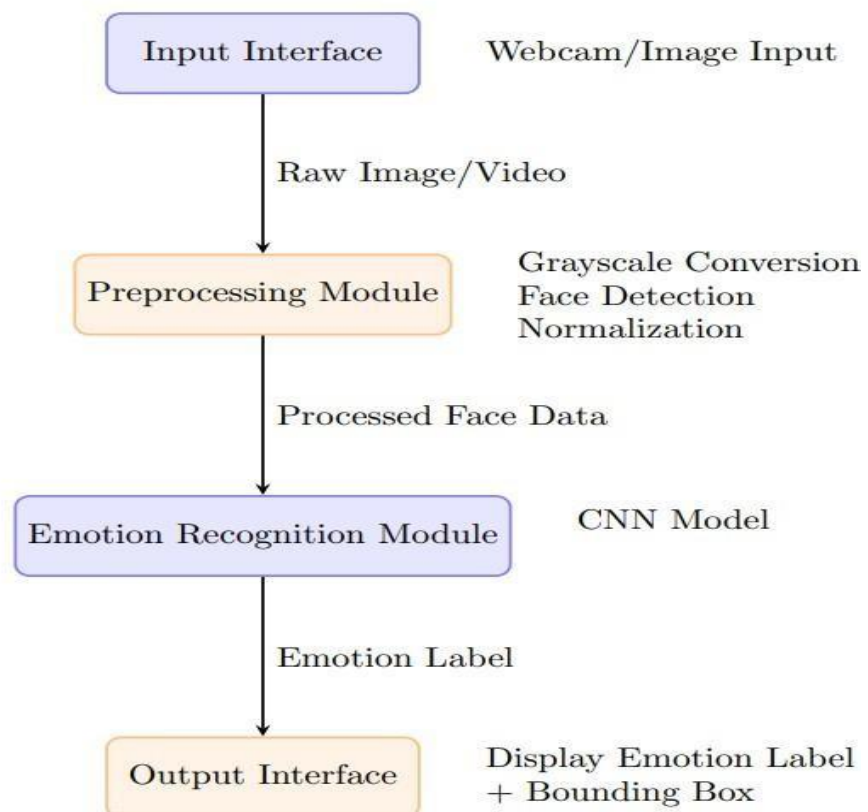 Input Interface
Webcam/Image Input
Raw Image/Video
Preprocessing Module
Grayscale Conversion
Face Detection
Normalization
Processed Face Data
Emotion Recognition Module
CNN Model
Emotion Label
Output Interface
Display Emotion Label
+ Bounding Box